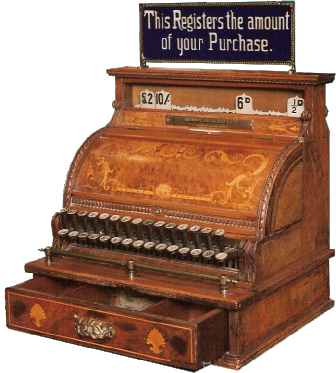 This Registers the amount
of your Purchase.
£2 10/- 6D ½D